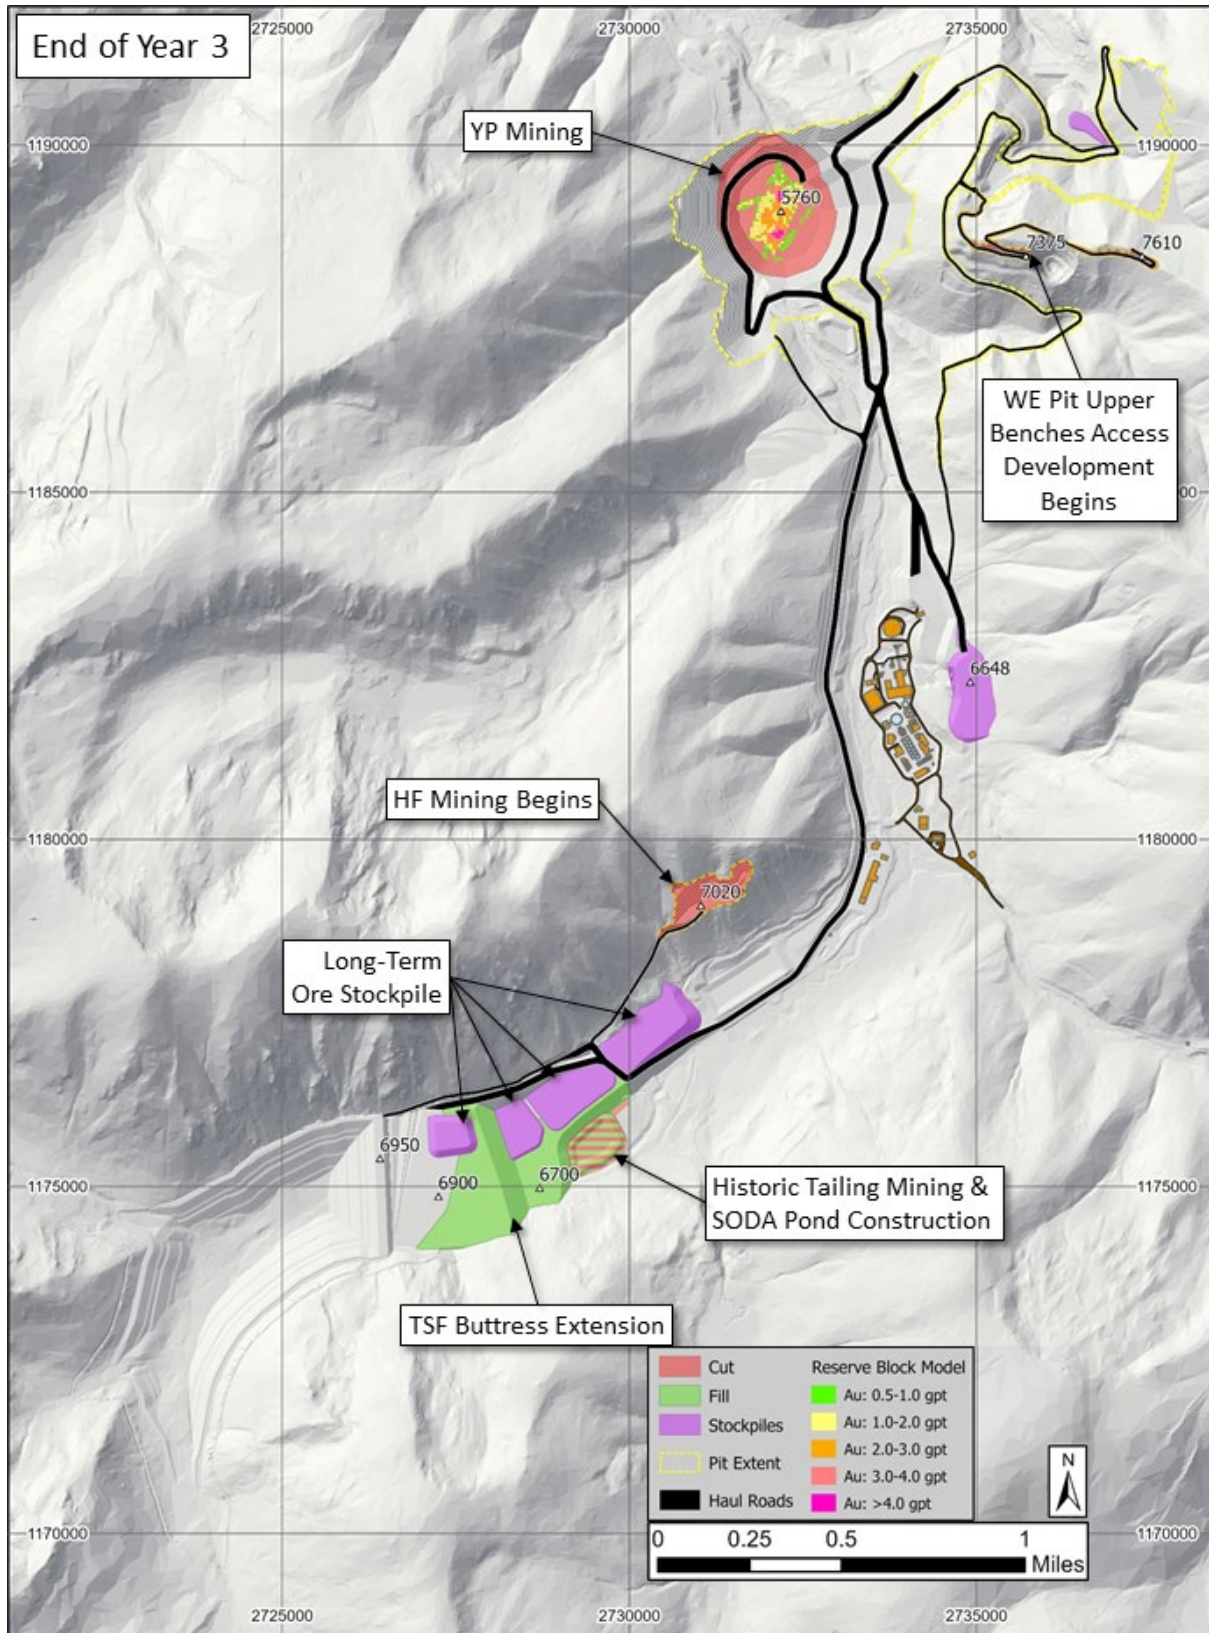 End of Year 3
2725000
2730000
2735000
YP Mining
1190000
1190000
5760
7375
7610
WE Pit Upper
Benches Access
Development
Begins
1185000
6648
HF Mining Begins
1180000
1180000
7020
Long-Term
Ore Stockpile
6950
6900
6700
1175000
1175000
Historic Tailing Mining &
SODA Pond Construction
TSF Buttress Extension
Cut
Fill
Stockpiles
Pit Extent
Haul Roads
Reserve Block Model
Au: 0.5-1.0 gpt
Au: 1.0-2.0 gpt
Au: 2.0-3.0 gpt
Au: 3.0-4.0 gpt
Au: >4.0 gpt
N
0 0.25 0.5 1
Miles
1170000
1170000
2725000
2730000
2735000